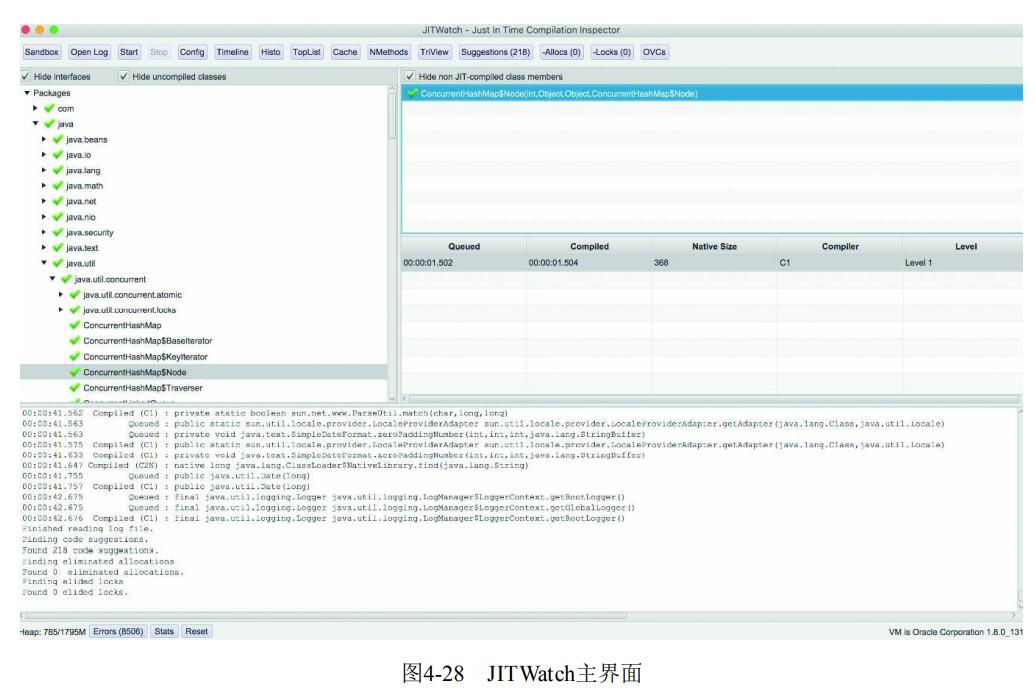 JITWatch - Just In Time Compilation Inspector
Sandbox Open Log Start Stop Config Timeline Histo TopList Cache NMethods TriView Suggestions (218) -Allocs (0) -Locks (0) OVCs
Hide interfaces Hide uncompiled classes
Packages
com
java
java.beans
java.io
java.lang
java.math
java.net
java.nio
java.security
java.text
java.util
java.util.concurrent
java.util.concurrent.atomic
java.util.concurrent.locks
ConcurrentHashMap
ConcurrentHashMap$BaseIterator
ConcurrentHashMap$KeyIterator
ConcurrentHashMap$Node
ConcurrentHashMap$Traverser
Hide non JIT-compiled class members
ConcurrentHashMap$Node(int,Object,Object,ConcurrentHashMap$Node)
Queued Compiled Native Size Compiler Level
00:00:01.502 00:00:01.504 368 C1 Level 1
00:00:41.562 Compiled (C1) : private static boolean sun.net.www.ParseUtil.match(char,long,long)
00:00:41.563 Queued : public static sun.util.locale.provider.LocaleProviderAdapter sun.util.locale.provider.LocaleProviderAdapter.getAdapter(java.lang.Class,java.util.Locale)
00:00:41.563 Queued : private void java.text.SimpleDateFormat.zeroPaddingNumber(int,int,int,java.lang.StringBuffer)
00:00:41.575 Compiled (C1) : public static sun.util.locale.provider.LocaleProviderAdapter sun.util.locale.provider.LocaleProviderAdapter.getAdapter(java.lang.Class,java.util.Locale)
00:00:41.633 Compiled (C1) : private void java.text.SimpleDateFormat.zeroPaddingNumber(int,int,int,java.lang.StringBuffer)
00:00:41.647 Compiled (C2N) : native long java.lang.ClassLoader$NativeLibrary.find(java.lang.String)
00:00:41.755 Queued : public java.util.Date(long)
00:00:41.757 Compiled (C1) : public java.util.Date(long)
00:00:42.675 Queued : final java.util.logging.Logger java.util.logging.LogManager$LoggerContext.getRootLogger()
00:00:42.675 Queued : final java.util.logging.Logger java.util.logging.LogManager$LoggerContext.getGlobalLogger()
00:00:42.676 Compiled (C1) : final java.util.logging.Logger java.util.logging.LogManager$LoggerContext.getRootLogger()
Finished reading log file.
Finding code suggestions.
Found 218 code suggestions.
Finding eliminated allocations
Found 0 eliminated allocations.
Finding elided locks
Found 0 elided locks.
Heap: 785/1795M Errors (8506) Stats Reset VM is Oracle Corporation 1.8.0_131
图4-28 JITWatch主界面